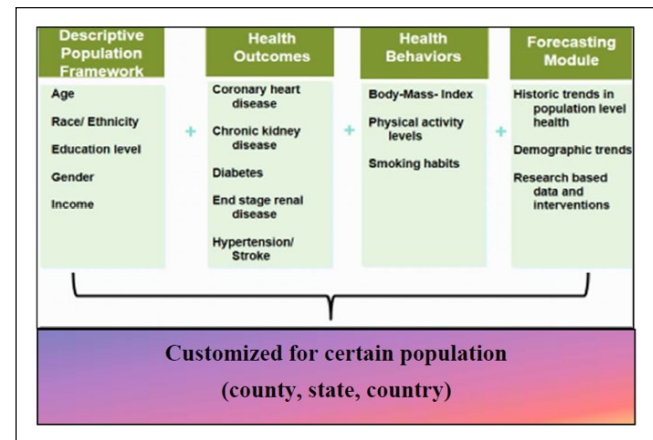 Descriptive
Population
Framework
Age
Race/ Ethnicity
Education level
Gender
Income
+
Health
Outcomes
Coronary heart
disease
Chronic kidney
disease
Diabetes
End stage renal
disease
Hypertension/
Stroke
+
Health
Behaviors
Body-Mass- Index
Physical activity
levels
Smoking habits
+
Forecasting
Module
Historic trends in
population level
health
Demographic trends
Research based
data and
interventions
Customized for certain population
(county, state, country)